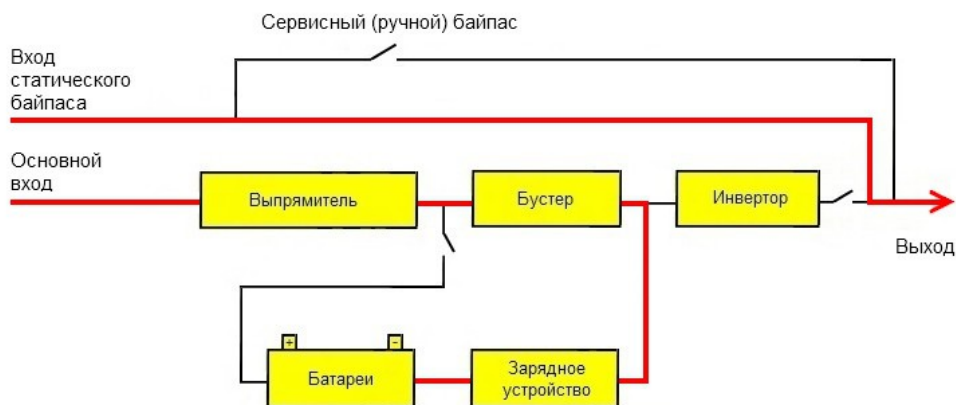 Сервисный (ручной) байпас
Вход
статического
байпаса
Основной
вход
Выпрямитель
Бустер
Инвертор
Выход
+
-
Батареи
Зарядное
устройство